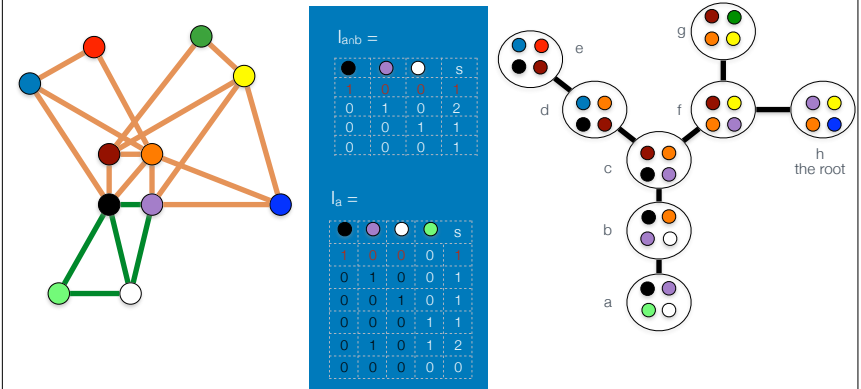 I a∩b =
s
1 0 0 1
0 1 0 2
0 0 1 1
0 0 0 1
I a =
s
1 0 0 0 1
0 1 0 0 1
0 0 1 0 1
0 0 0 1 1
0 1 0 1 2
0 0 0 0 0
g
e
d
f
c
h
the root
b
a